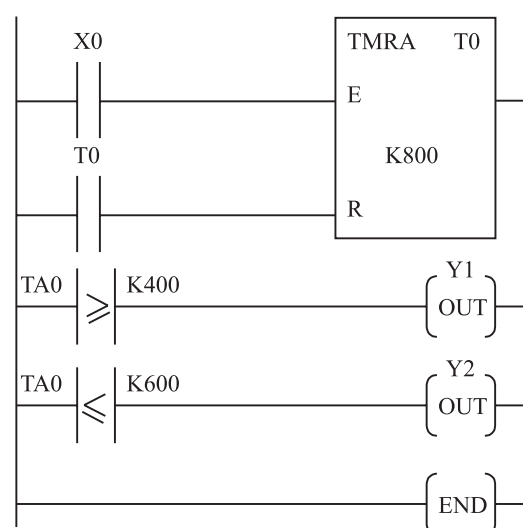 X0
TMRA T0
E
T0
K800
R
TA0 ≥ K400
Y1
OUT
TA0 ≤ K600
Y2
OUT
END